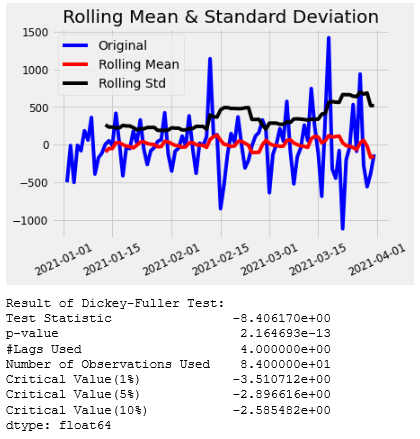 Rolling Mean & Standard Deviation
1500
1000
500
0
−500
−1000
Original
Rolling Mean
Rolling Std
2021-01-01
2021-01-15
2021-02-01
2021-02-15
2021-03-01
2021-03-15
2021-04-01
Result of Dickey-Fuller Test:
Test Statistic -8.406170e+00
p-value 2.164693e-13
#Lags Used 4.000000e+00
Number of Observations Used 8.400000e+01
Critical Value(1%) -3.510712e+00
Critical Value(5%) -2.896616e+00
Critical Value(10%) -2.585482e+00
dtype: float64